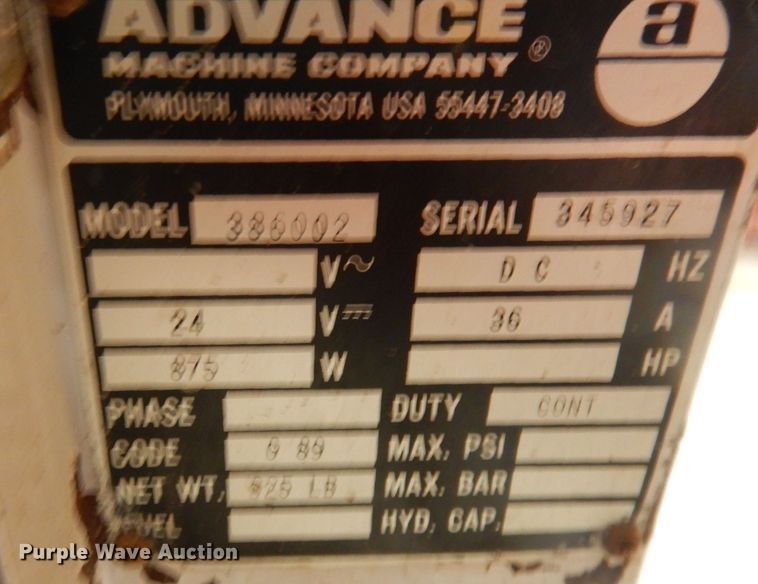 ADVANCE a
MACHINE COMPANY ®
PLYMOUTH, MINNESOTA USA 55447-3408
MODEL 386002 SERIAL 345927
V~ DC HZ
24 V 36 A
875 W HP
PHASE DUTY CONT
CODE G 89 MAX. PSI
NET WT. LB MAX. BAR
HYD. CAP.
Purple Wave Auction